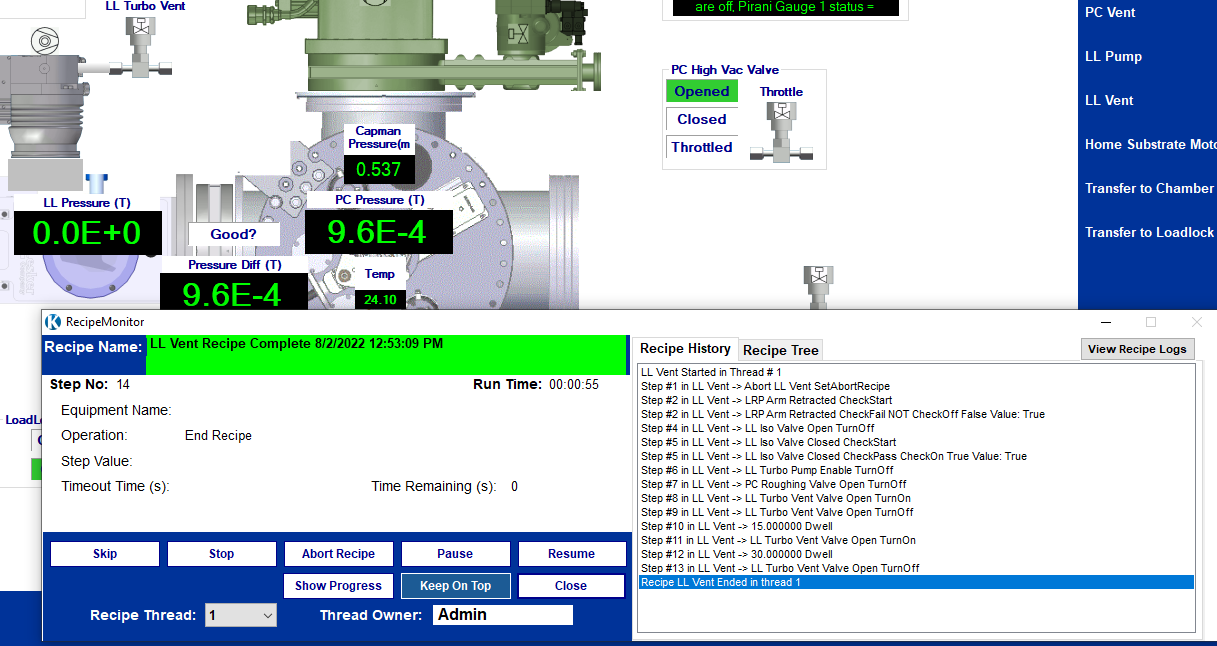 LL Turbo Vent
are off, Pirani Gauge 1 status =
PC Vent
LL Pump
LL Vent
Home Substrate Moto
Transfer to Chamber
Transfer to Loadlock
PC High Vac Valve
Opened
Throttle
Closed
Throttled
Capman
Pressure(m
0.537
LL Pressure (T)
0.0E+0
PC Pressure (T)
9.6E-4
Good?
Pressure Diff (T)
9.6E-4
Temp
24.10
LoadLo
RecipeMonitor
Recipe Name:
LL Vent Recipe Complete 8/2/2022 12:53:09 PM
Step No: 14
Run Time: 00:00:55
Equipment Name:
Operation: End Recipe
Step Value:
Timeout Time (s):
Time Remaining (s): 0
Skip
Stop
Abort Recipe
Pause
Resume
Show Progress
Keep On Top
Close
Recipe Thread: 1
Thread Owner: Admin
Recipe History
Recipe Tree
View Recipe Logs
LL Vent Started in Thread # 1
Step #1 in LL Vent -> Abort LL Vent SetAbortRecipe
Step #2 in LL Vent -> LRP Arm Retracted CheckStart
Step #2 in LL Vent -> LRP Arm Retracted CheckFail NOT CheckOff False Value: True
Step #4 in LL Vent -> LL Iso Valve Open TurnOff
Step #5 in LL Vent -> LL Iso Valve Closed CheckStart
Step #5 in LL Vent -> LL Iso Valve Closed CheckPass CheckOn True Value: True
Step #6 in LL Vent -> LL Turbo Pump Enable TurnOff
Step #7 in LL Vent -> PC Roughing Valve Open TurnOff
Step #8 in LL Vent -> LL Turbo Vent Valve Open TurnOn
Step #9 in LL Vent -> LL Turbo Vent Valve Open TurnOff
Step #10 in LL Vent -> 15.000000 Dwell
Step #11 in LL Vent -> LL Turbo Vent Valve Open TurnOn
Step #12 in LL Vent -> 30.000000 Dwell
Step #13 in LL Vent -> LL Turbo Vent Valve Open TurnOff
Recipe LL Vent Ended in thread 1